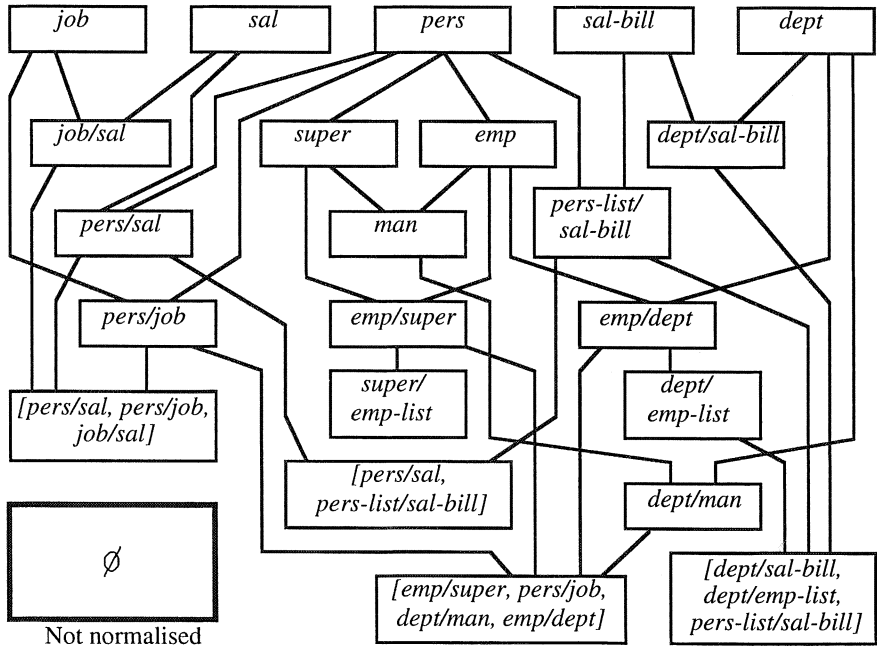 job
sal
pers
sal-bill
dept
job/sal
super
emp
dept/sal-bill
pers/sal
man
pers-list/
sal-bill
pers/job
emp/super
emp/dept
super/
emp-list
dept/
emp-list
[pers/sal, pers/job,
job/sal]
[pers/sal,
pers-list/sal-bill]
dept/man
∅
Not normalised
[emp/super, pers/job,
dept/man, emp/dept]
[dept/sal-bill,
dept/emp-list,
pers-list/sal-bill]